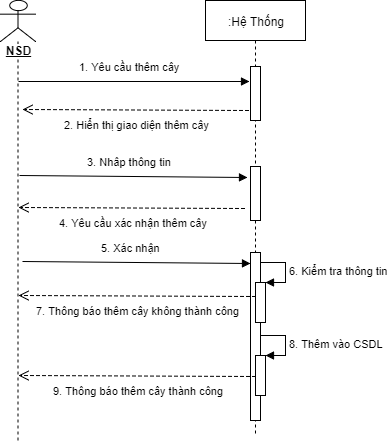 NSD
:Hệ Thống
1. Yêu cầu thêm cây
2. Hiển thị giao diện thêm cây
3. Nhâp thông tin
4. Yêu cầu xác nhận thêm cây
5. Xác nhận
6. Kiểm tra thông tin
7. Thông báo thêm cây không thành công
8. Thêm vào CSDL
9. Thông báo thêm cây thành công